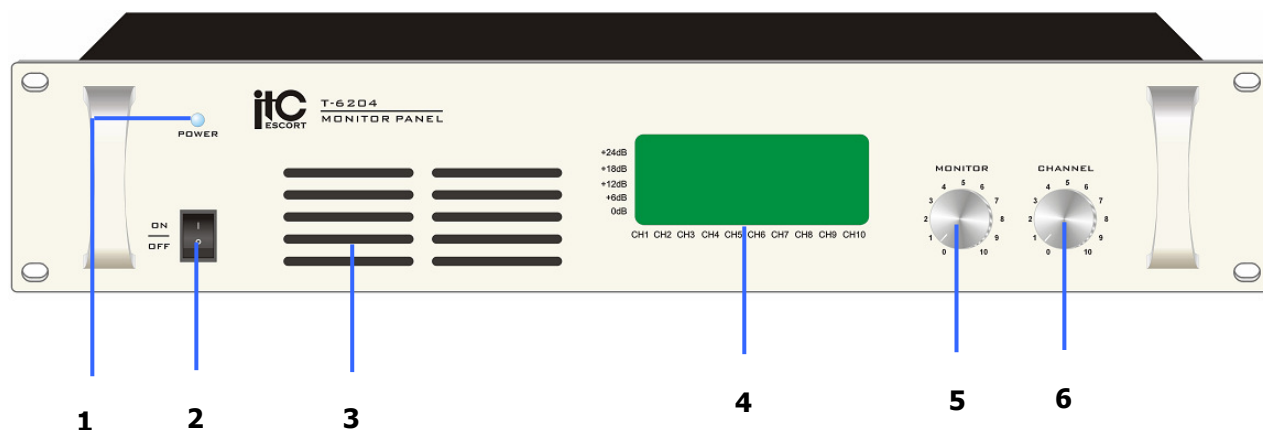 itC
ESCORT
T-6204
MONITOR PANEL
POWER
ON
OFF
I
O
+24dB
+18dB
+12dB
+6dB
0dB
CH1 CH2 CH3 CH4 CH5 CH6 CH7 CH8 CH9 CH10
MONITOR
0 1 2 3 4 5 6 7 8 9 10
CHANNEL
0 1 2 3 4 5 6 7 8 9 10
1 2 3 4 5 6